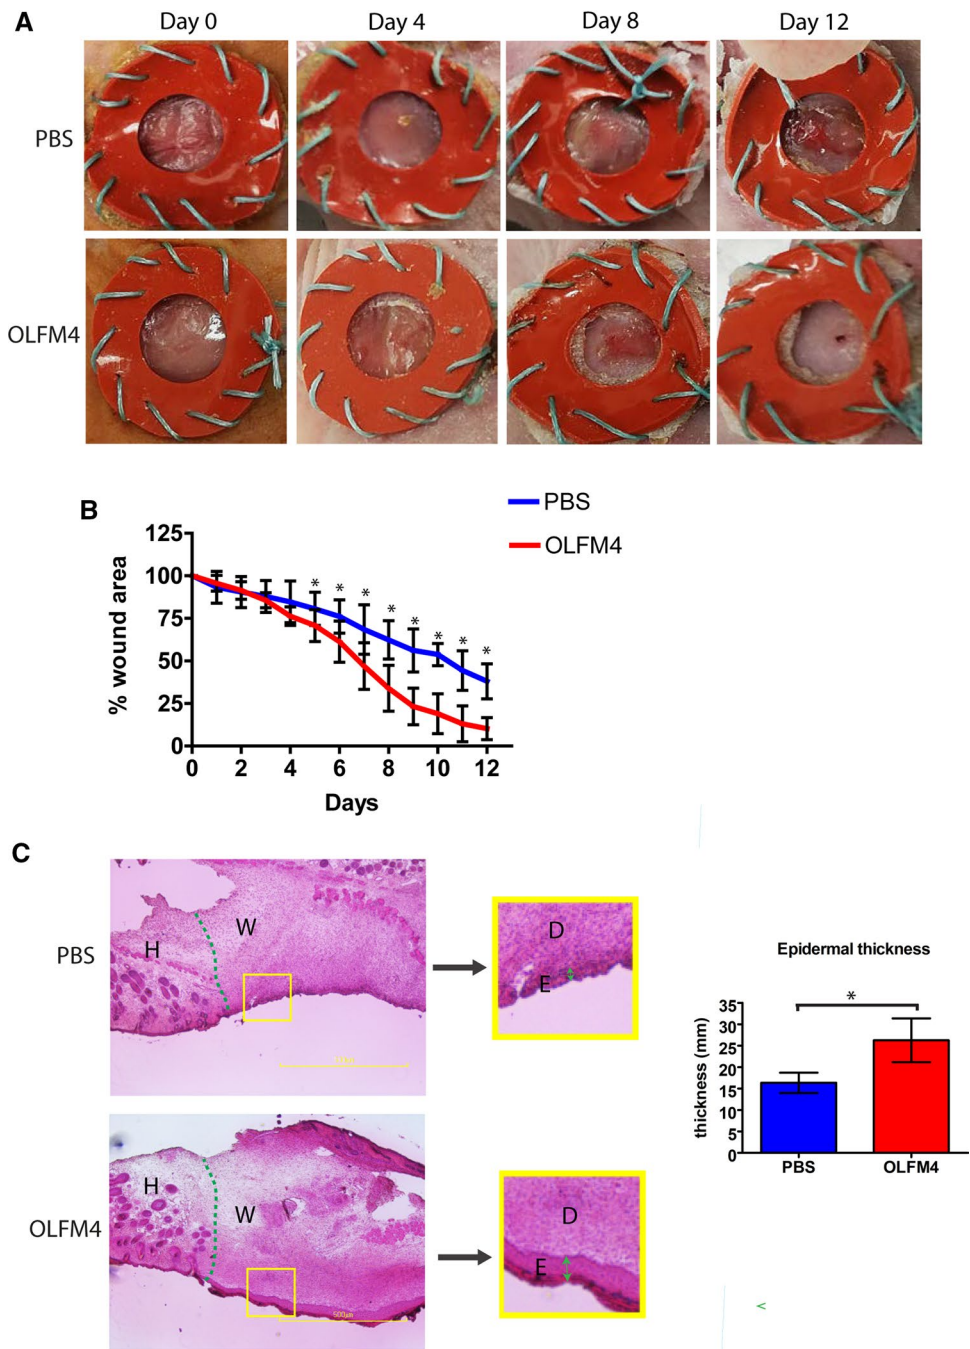 A
Day 0
Day 4
Day 8
Day 12
PBS
OLFM4
B
PBS
OLFM4
% wound area
125
100
75
50
25
0
* * * * * * * *
0 2 4 6 8 10 12
Days
C
PBS
H
W
D
E
OLFM4
H
W
500µm
D
E
Epidermal thickness
*
thickness (mm)
35
30
25
20
15
10
5
0
PBS OLFM4
<